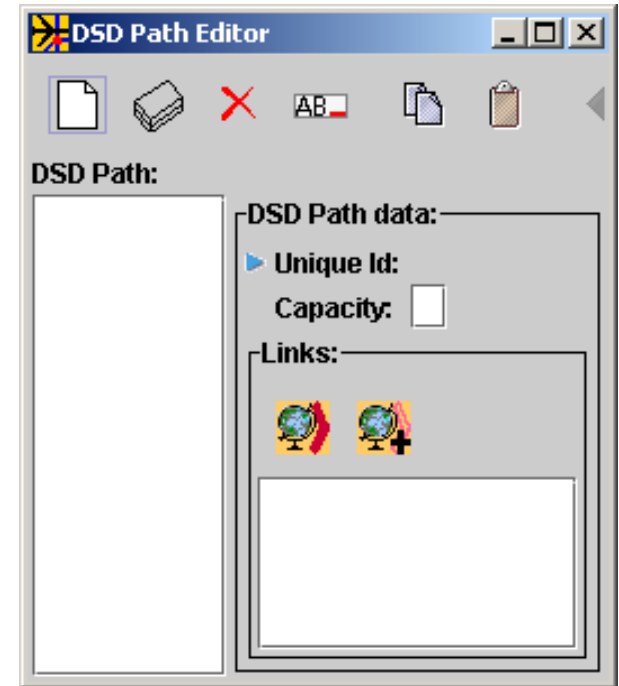 DSD Path Editor
AB
DSD Path:
DSD Path data:
Unique Id:
Capacity:
Links: